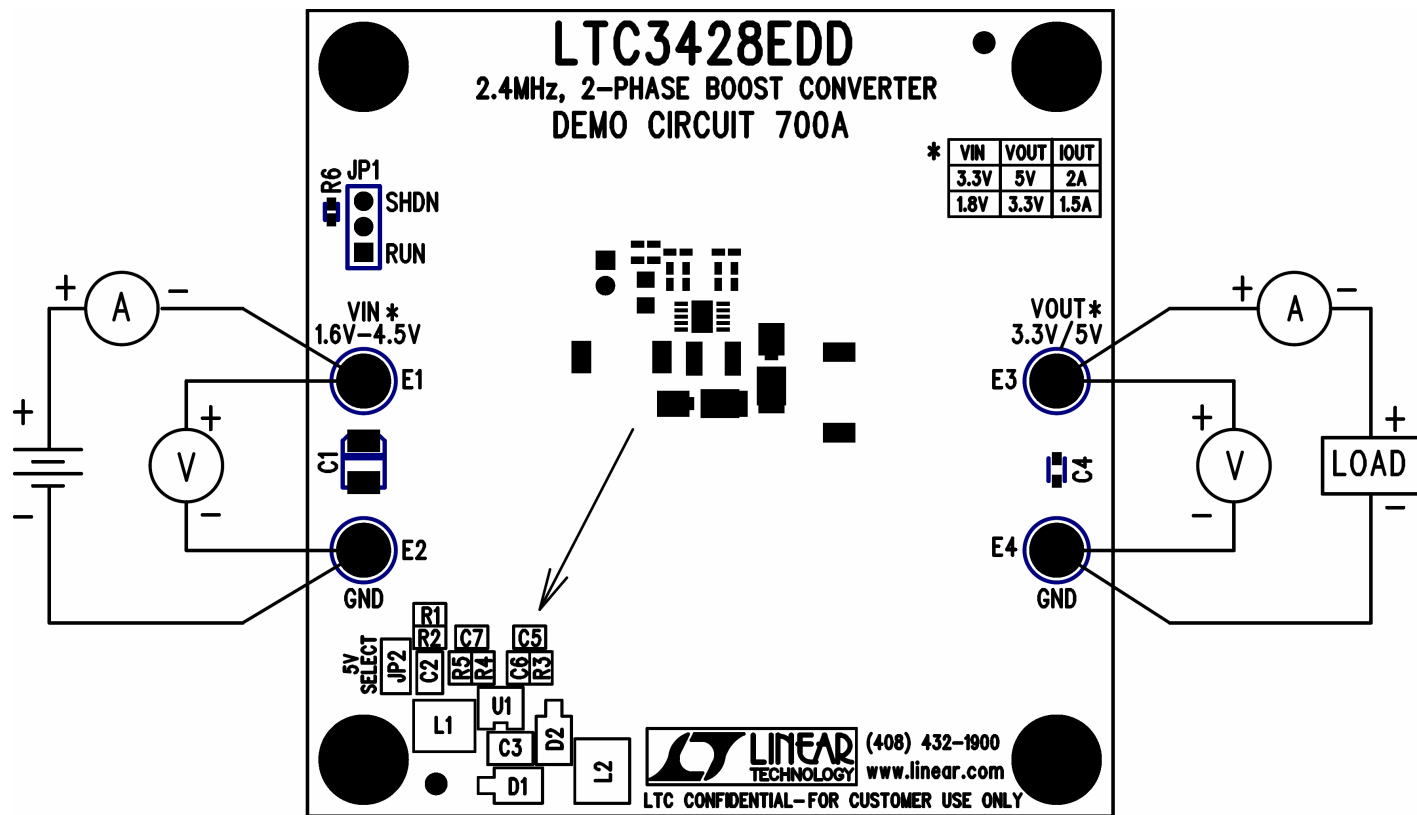 LTC3428EDD
2.4MHz, 2-PHASE BOOST CONVERTER
DEMO CIRCUIT 700A
* VIN VOUT IOUT
3.3V 5V 2A
1.8V 3.3V 1.5A
R6
JP1
SHDN
RUN
+ A -
VIN *
1.6V-4.5V
E1
+
-
+
V
-
C1
E2
GND
VOUT *
3.3V/5V
E3
+ A -
+
V
-
+
LOAD
-
C4
E4
GND
R1
R2
C7
C5
5V
SELECT
JP2
C2
R5
R4
C6
R3
U1
L1
C3
D2
L2
D1
LINEAR
TECHNOLOGY
(408) 432-1900
www.linear.com
LTC CONFIDENTIAL-FOR CUSTOMER USE ONLY